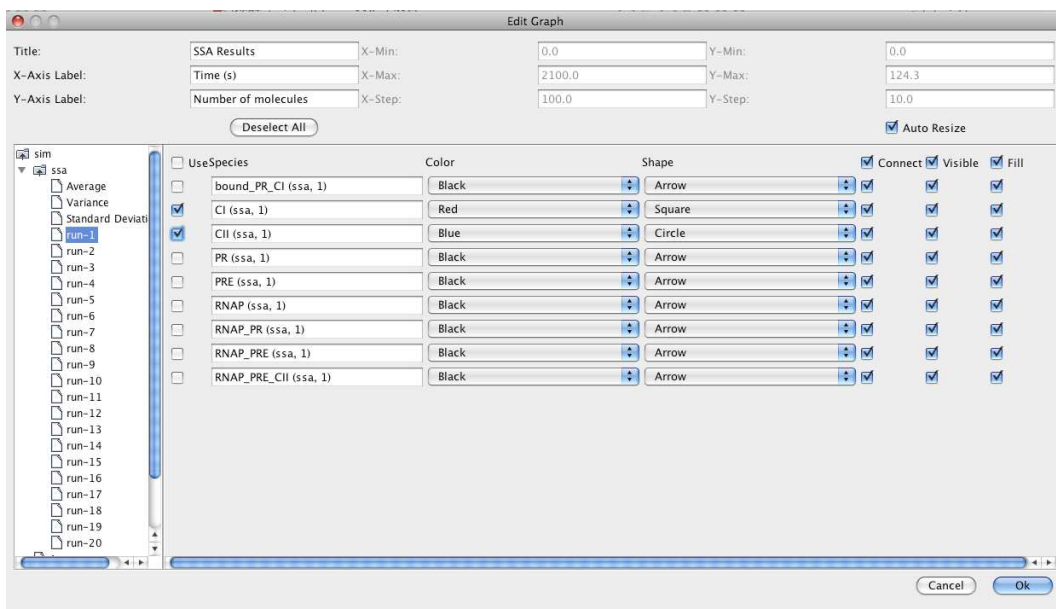 Edit Graph
Title: SSA Results X-Min: 0.0 Y-Min: 0.0
X-Axis Label: Time (s) X-Max: 2100.0 Y-Max: 124.3
Y-Axis Label: Number of molecules X-Step: 100.0 Y-Step: 10.0
Deselect All Auto Resize
sim
ssa
Average
Variance
Standard Deviati
run-1
run-2
run-3
run-4
run-5
run-6
run-7
run-8
run-9
run-10
run-11
run-12
run-13
run-14
run-15
run-16
run-17
run-18
run-19
run-20
Use Species Color Shape Connect Visible Fill
bound_PR_CI (ssa, 1) Black Arrow
CI (ssa, 1) Red Square
CII (ssa, 1) Blue Circle
PR (ssa, 1) Black Arrow
PRE (ssa, 1) Black Arrow
RNAP (ssa, 1) Black Arrow
RNAP_PR (ssa, 1) Black Arrow
RNAP_PRE (ssa, 1) Black Arrow
RNAP_PRE_CII (ssa, 1) Black Arrow
Cancel Ok